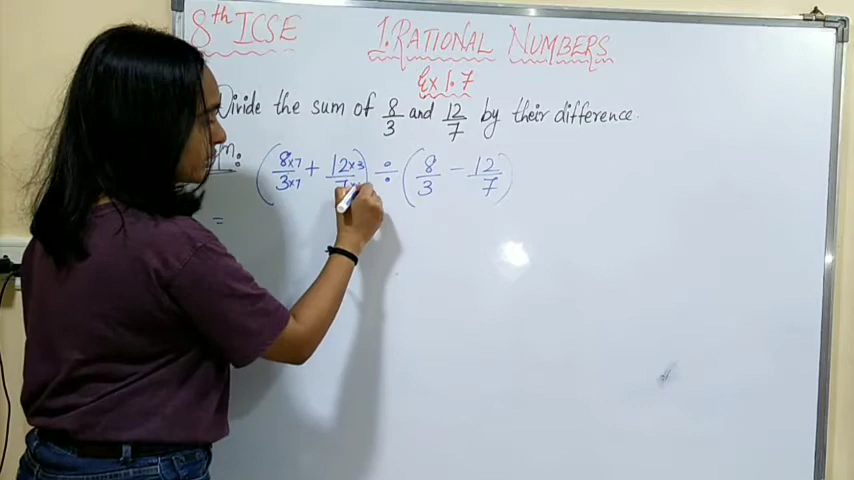 8th ICSE
1. RATIONAL NUMBERS
Ex 1.7
Divide the sum of 8/3 and 12/7 by their difference.
n:
(8×7/3×7 + 12×3/7×) ÷ (8/3 − 12/7)
=